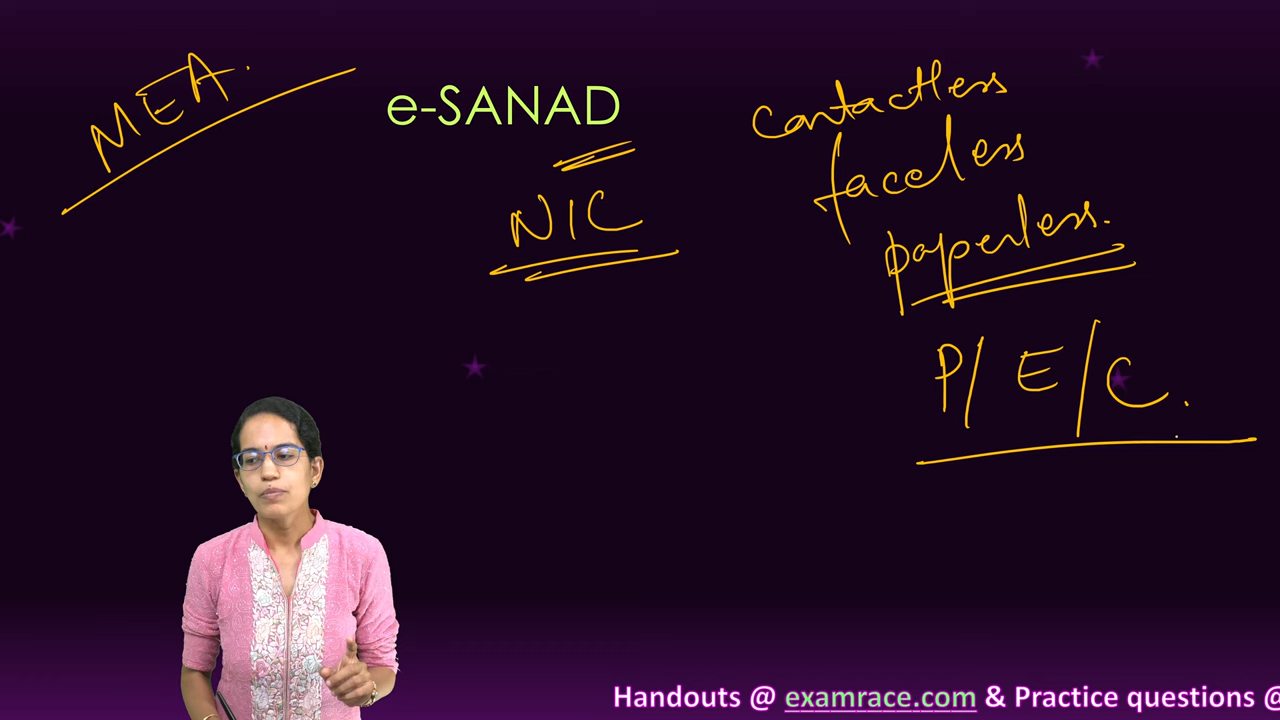 MEA.
e-SANAD
NIC
contactless
faceless
paperless.
P/E/C.
Handouts @ examrace.com & Practice questions @